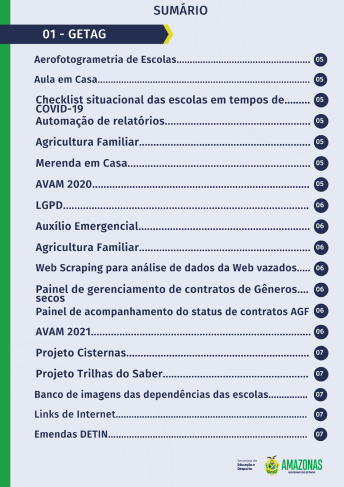 SUMÁRIO
01 - GETAG
Aerofotogrametria de Escolas................................................ 05
Aula em Casa........................................................................... 05
Checklist situacional das escolas em tempos de......... 05
COVID-19
Automação de relatórios.................................................... 05
Agricultura Familiar............................................................ 05
Merenda em Casa................................................................ 05
AVAM 2020........................................................................... 05
LGPD..................................................................................... 06
Auxílio Emergencial............................................................ 06
Agricultura Familiar............................................................ 06
Web Scraping para análise de dados da Web vazados..... 06
Painel de gerenciamento de contratos de Gêneros.... 06
secos
Painel de acompanhamento do status de contratos AGF 06
AVAM 2021........................................................................... 06
Projeto Cisternas................................................................. 07
Projeto Trilhas do Saber..................................................... 07
Banco de imagens das dependências das escolas............... 07
Links de Internet..................................................................... 07
Emendas DETIN....................................................................... 07
Secretaria de
Educação e
Desporto
AMAZONAS
GOVERNO DO ESTADO